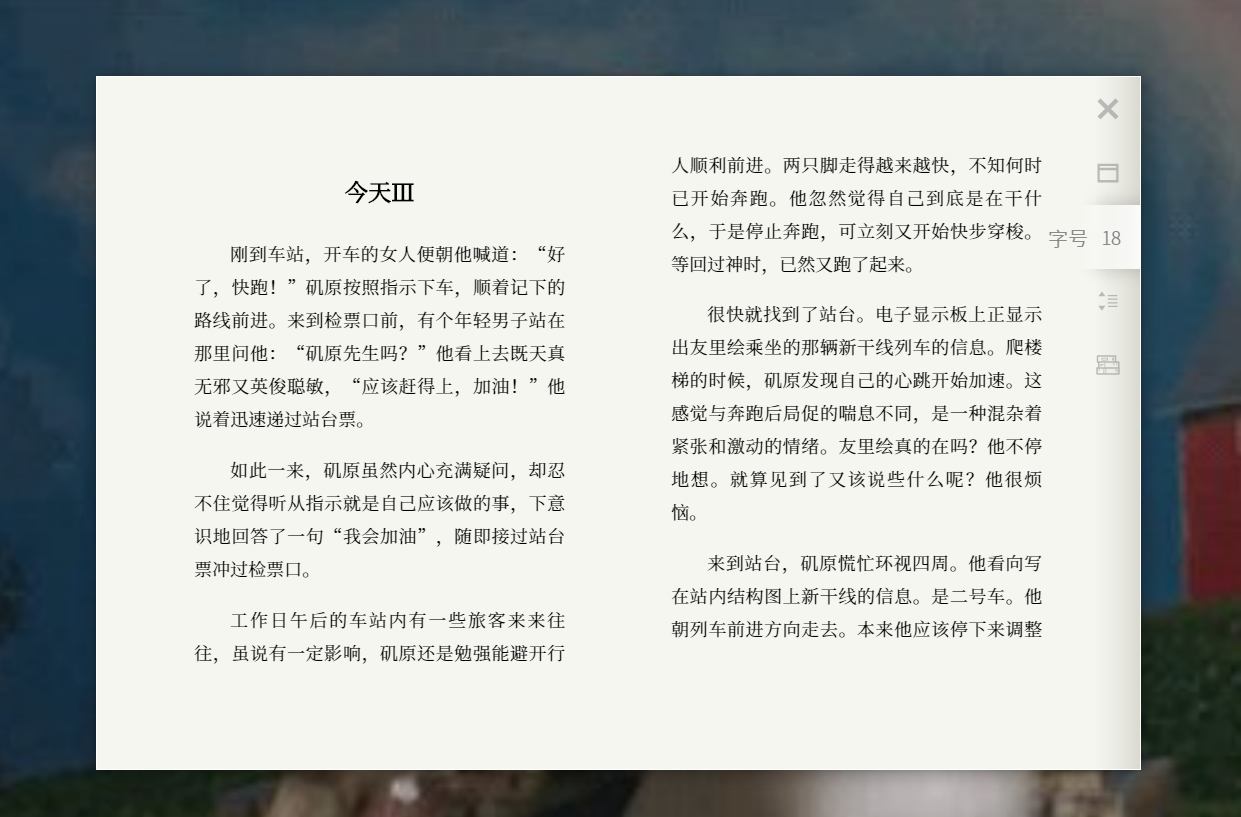 今天Ⅲ
刚到车站，开车的女人便朝他喊道：“好
了，快跑！”矶原按照指示下车，顺着记下的
路线前进。来到检票口前，有个年轻男子站在
那里问他：“矶原先生吗？”他看上去既天真
无邪又英俊聪敏，“应该赶得上，加油！”他
说着迅速递过站台票。
如此一来，矶原虽然内心充满疑问，却忍
不住觉得听从指示就是自己应该做的事，下意
识地回答了一句“我会加油”，随即接过站台
票冲过检票口。
工作日午后的车站内有一些旅客来来往
往，虽说有一定影响，矶原还是勉强能避开行
人顺利前进。两只脚走得越来越快，不知何时
已开始奔跑。他忽然觉得自己到底是在干什
么，于是停止奔跑，可立刻又开始快步穿梭。
等回过神时，已然又跑了起来。
很快就找到了站台。电子显示板上正显示
出友里绘乘坐的那辆新干线列车的信息。爬楼
梯的时候，矶原发现自己的心跳开始加速。这
感觉与奔跑后局促的喘息不同，是一种混杂着
紧张和激动的情绪。友里绘真的在吗？他不停
地想。就算见到了又该说些什么呢？他很烦
恼。
来到站台，矶原慌忙环视四周。他看向写
在站内结构图上新干线的信息。是二号车。他
朝列车前进方向走去。本来他应该停下来调整
字号 18